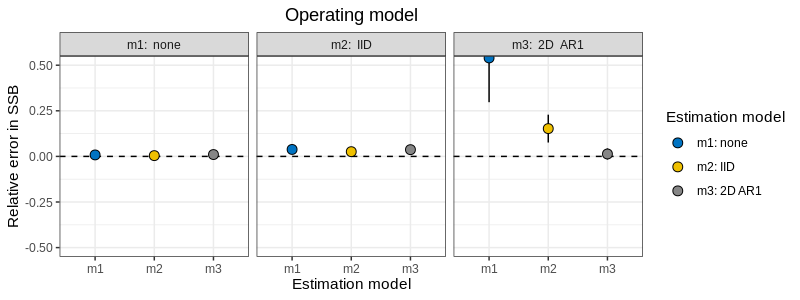 Operating model
m1: none
m2: IID
m3: 2D AR1
Relative error in SSB
0.50
0.25
0.00
-0.25
-0.50
m1 m2 m3
m1 m2 m3
m1 m2 m3
Estimation model
Estimation model
m1: none
m2: IID
m3: 2D AR1